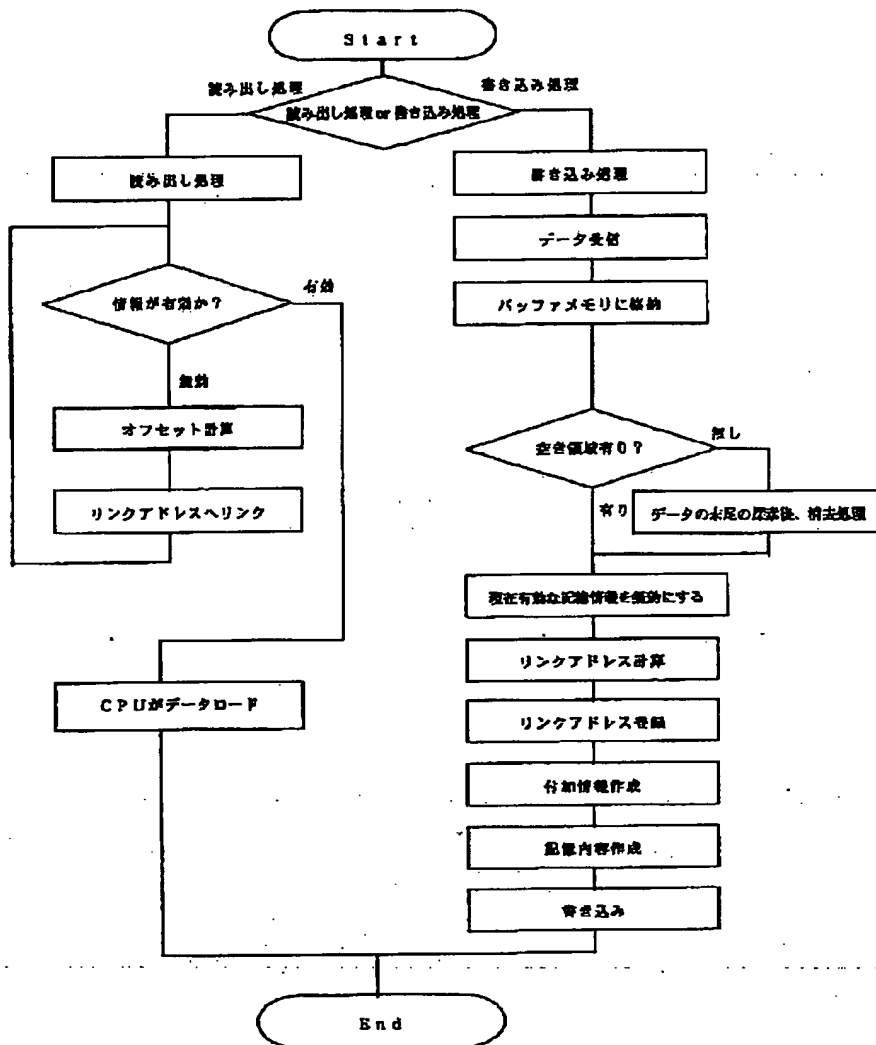 Start
読み出し処理
書き込み処理
読み出し処理or書き込み処理
読み出し処理
書き込み処理
データ受信
情報が有効か？
有効
バッファメモリに格納
無効
オフセット計算
空き領域有り？
無し
リンクアドレスへリンク
有り
データの末尾の探索後、消去処理
現在有効な記憶情報を無効にする
リンクアドレス計算
CPUがデータロード
リンクアドレス登録
付加情報作成
記憶内容作成
書き込み
End